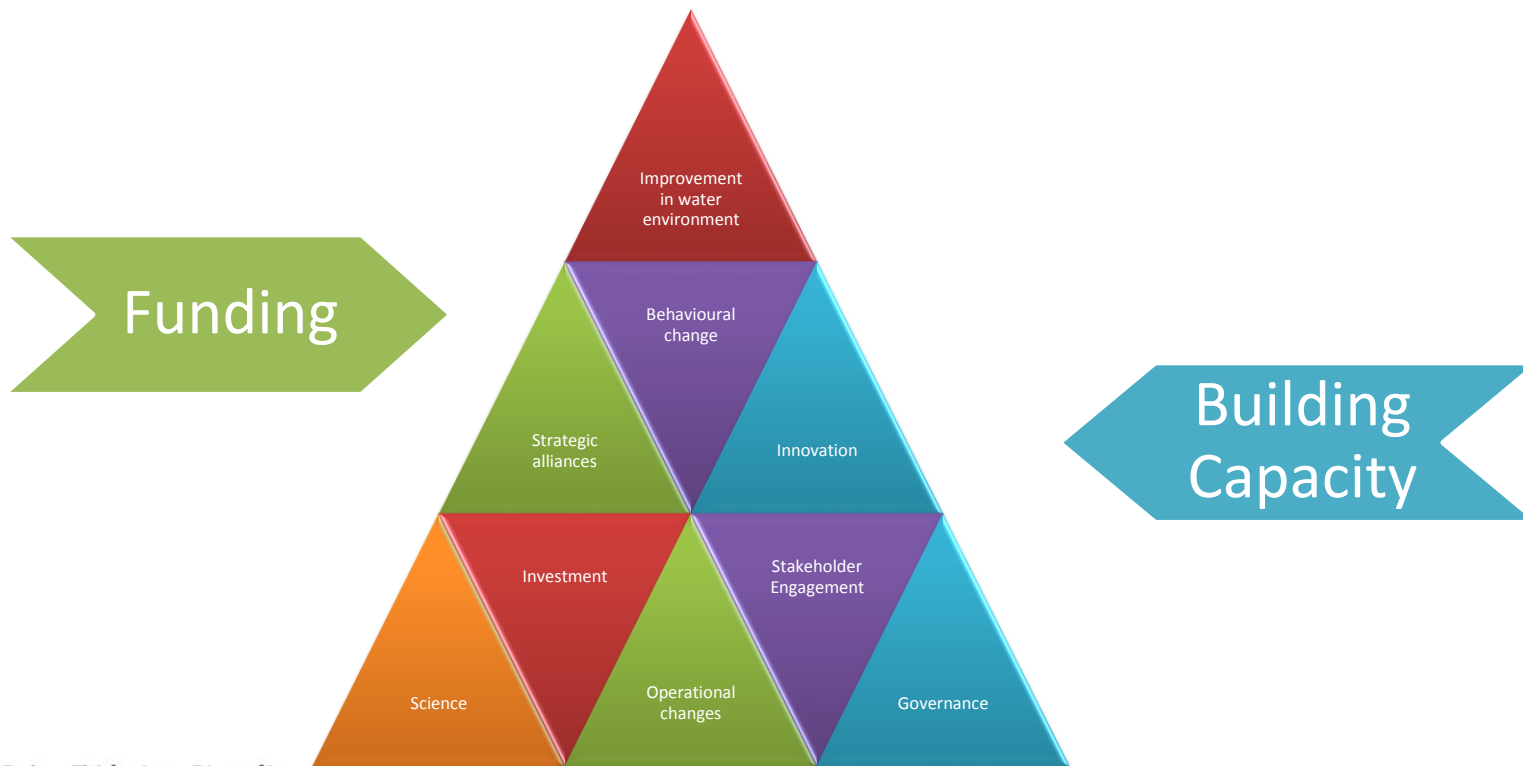 Improvement
in water
environment
Funding
Behavioural
change
Building
Capacity
Strategic
alliances
Innovation
Investment
Stakeholder
Engagement
Science
Operational
changes
Governance